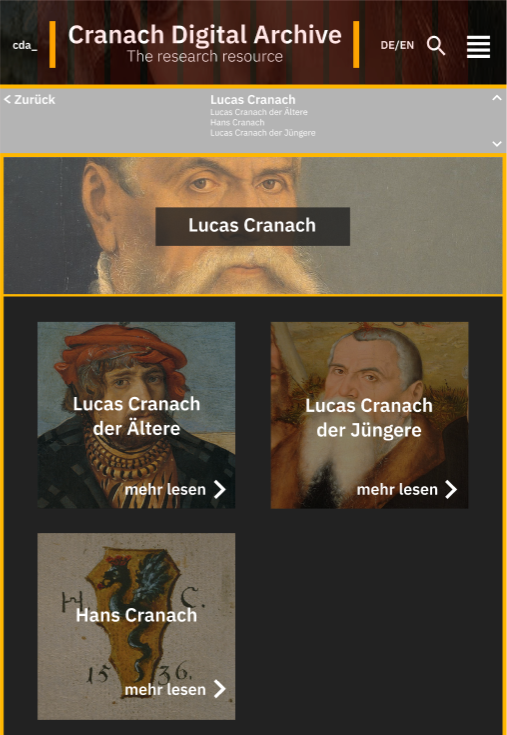 cda_
Cranach Digital Archive
The research resource
DE/EN
< Zurück
Lucas Cranach
Lucas Cranach der Ältere
Hans Cranach
Lucas Cranach der Jüngere
Lucas Cranach
Lucas Cranach
der Ältere
mehr lesen
Lucas Cranach
der Jüngere
mehr lesen
H C.
Hans Cranach
15 36.
mehr lesen